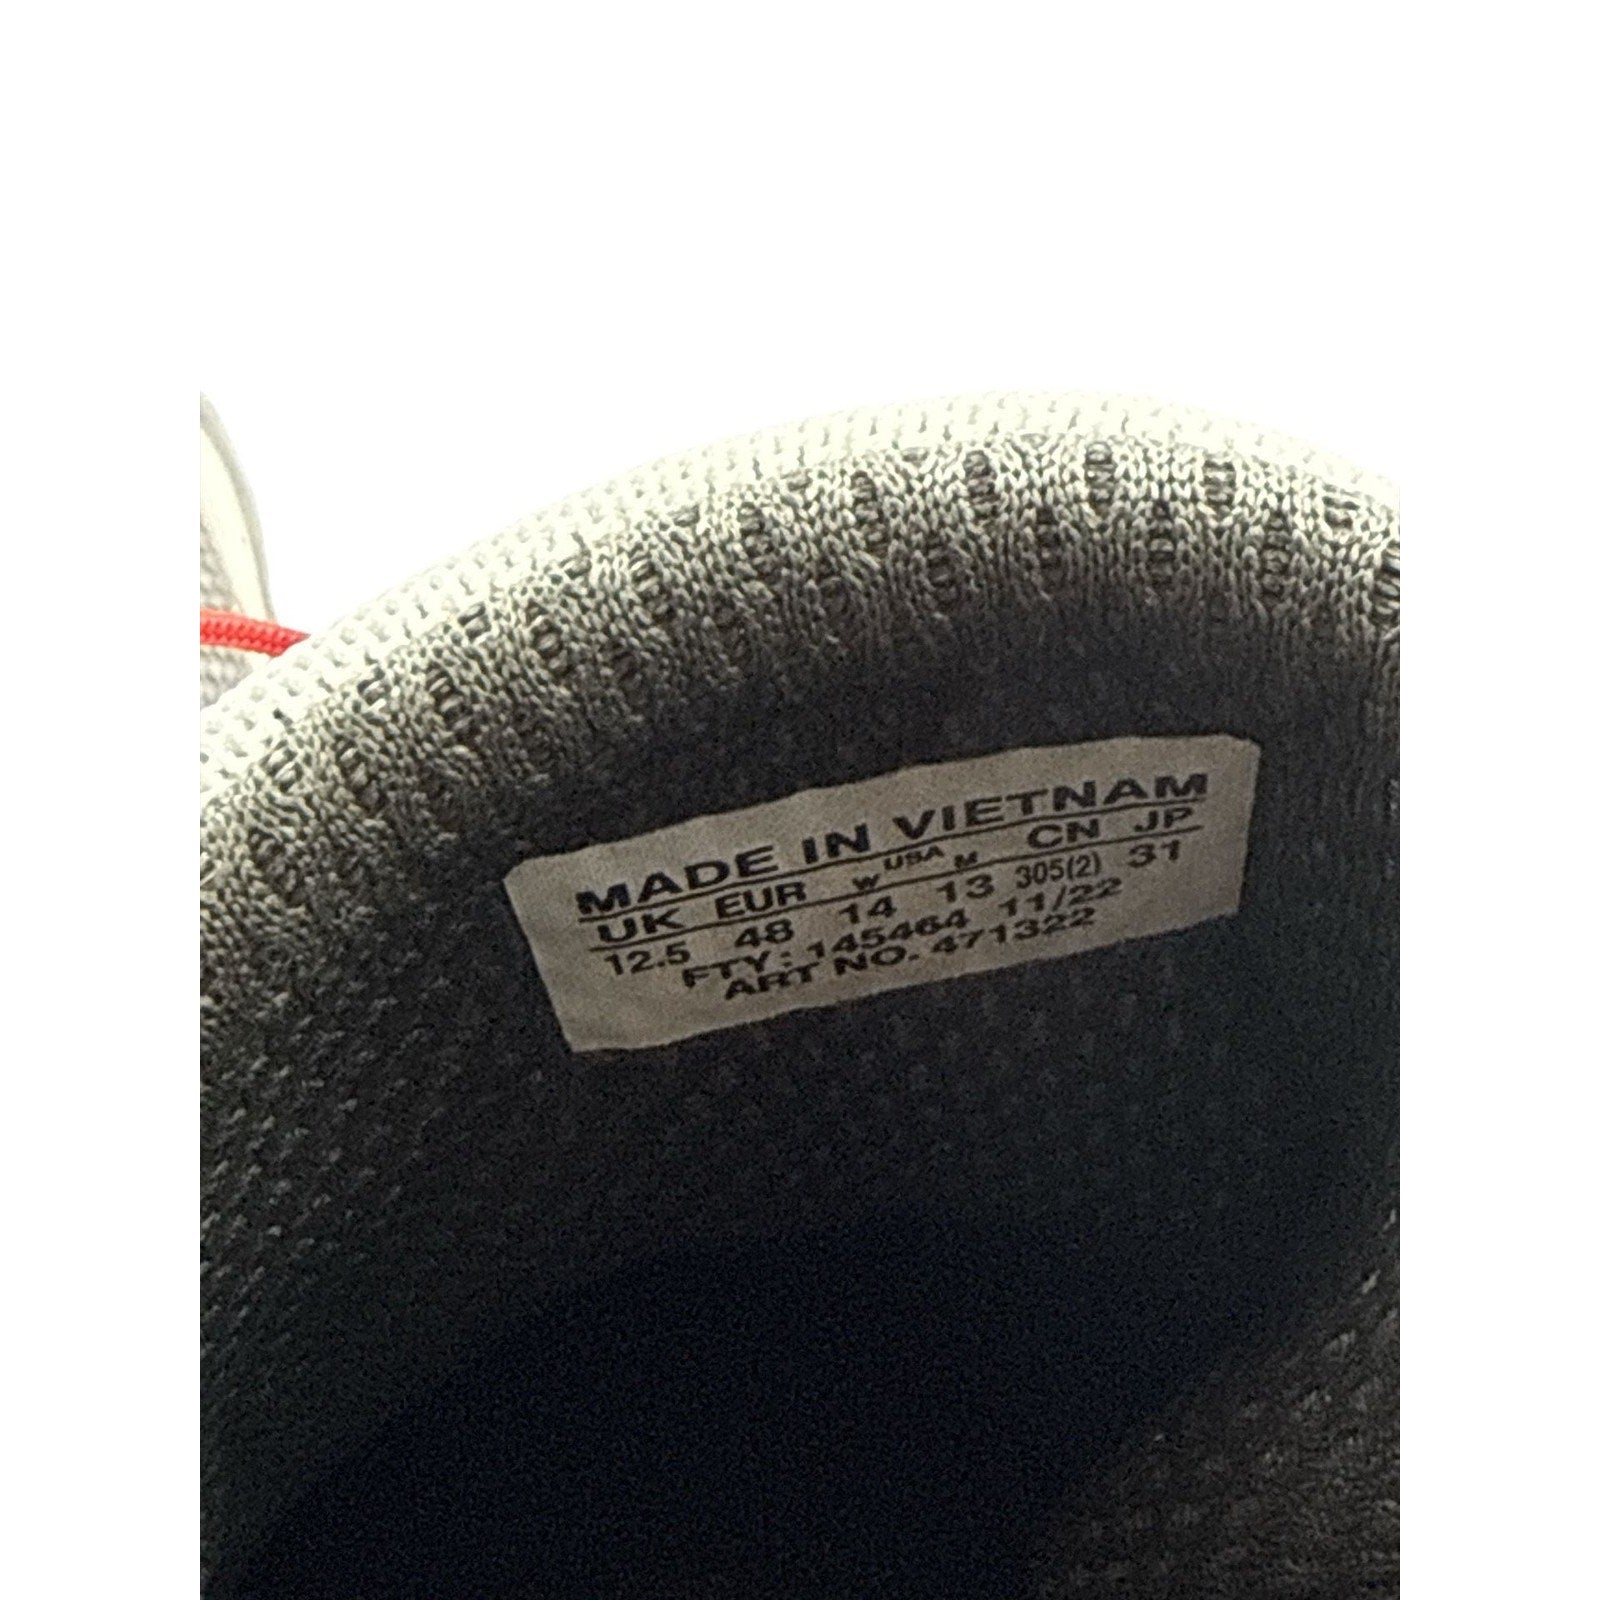 MADE IN VIETNAM
UK EUR W USA M CN JP
12.5 48 14 13 305(2) 31
FTY: 145464 11/22
ART NO. 471322